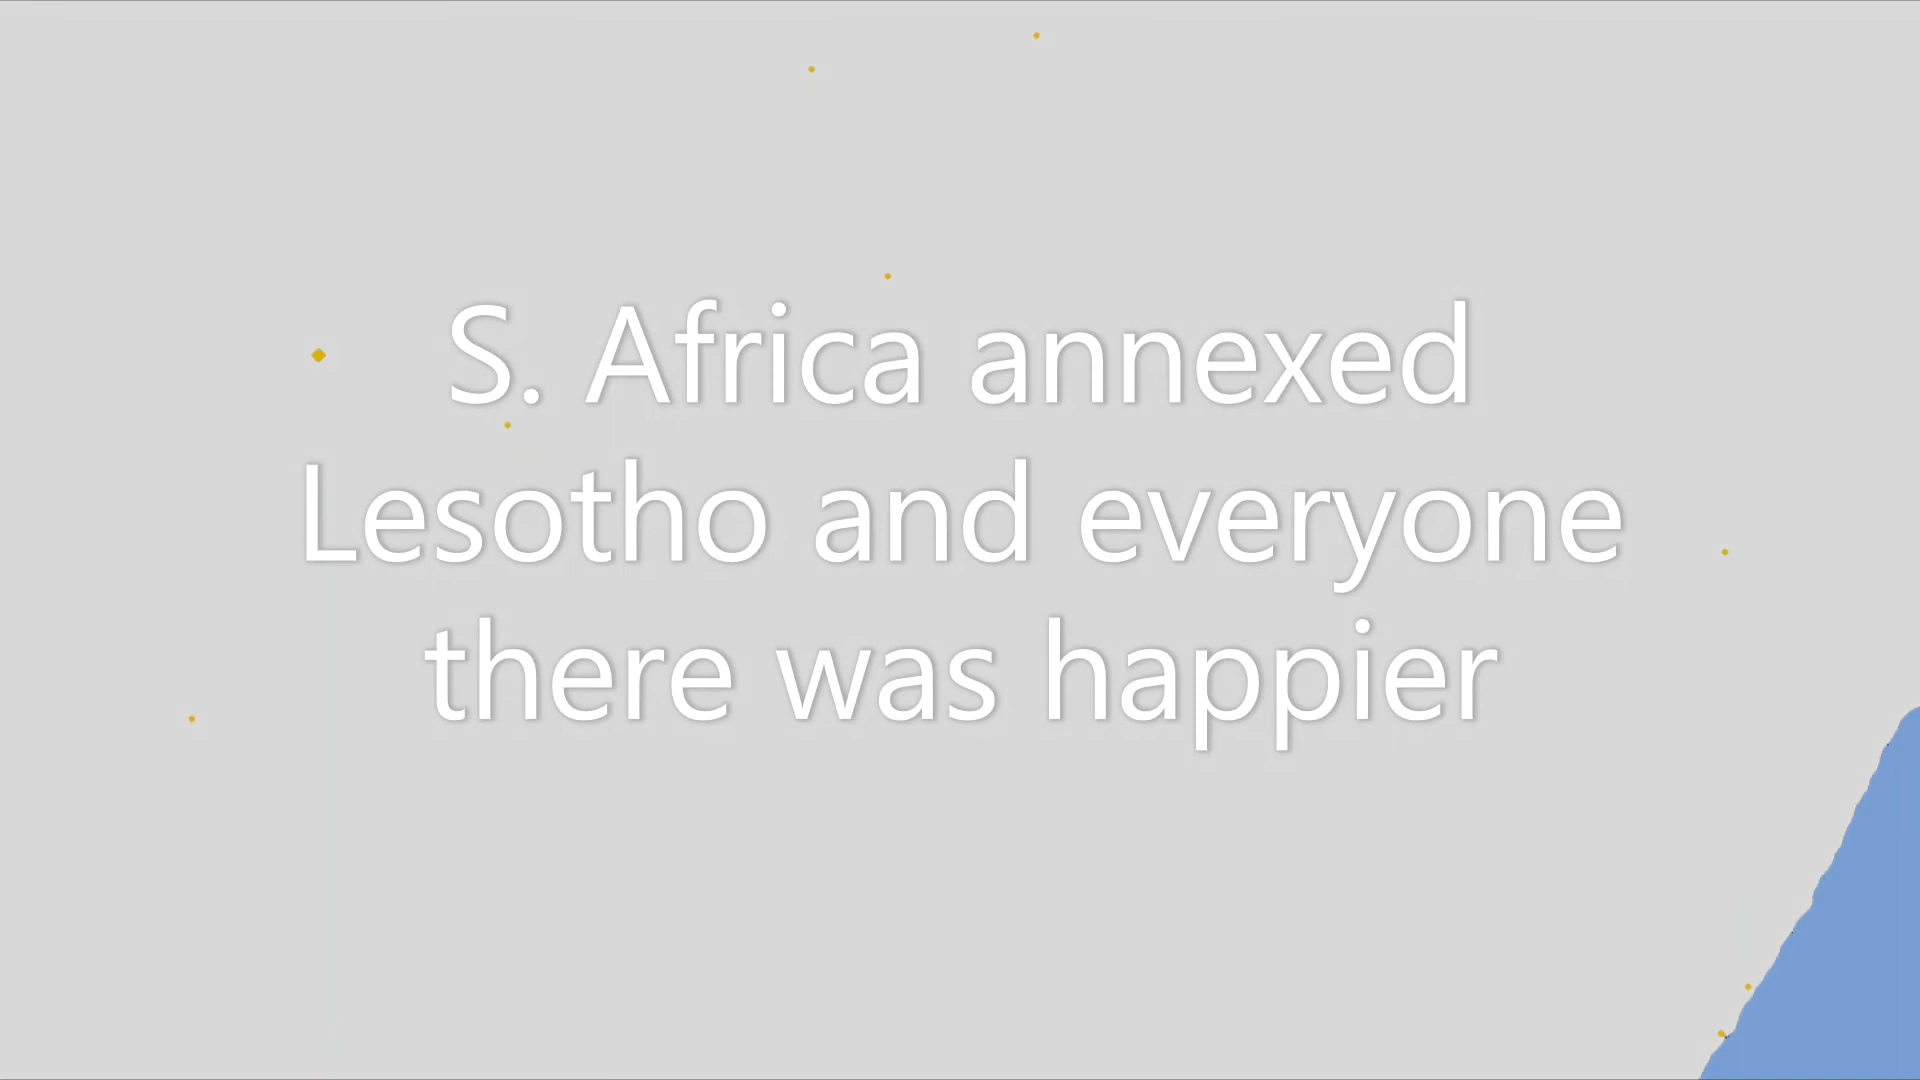 S. Africa annexed
Lesotho and everyone
there was happier